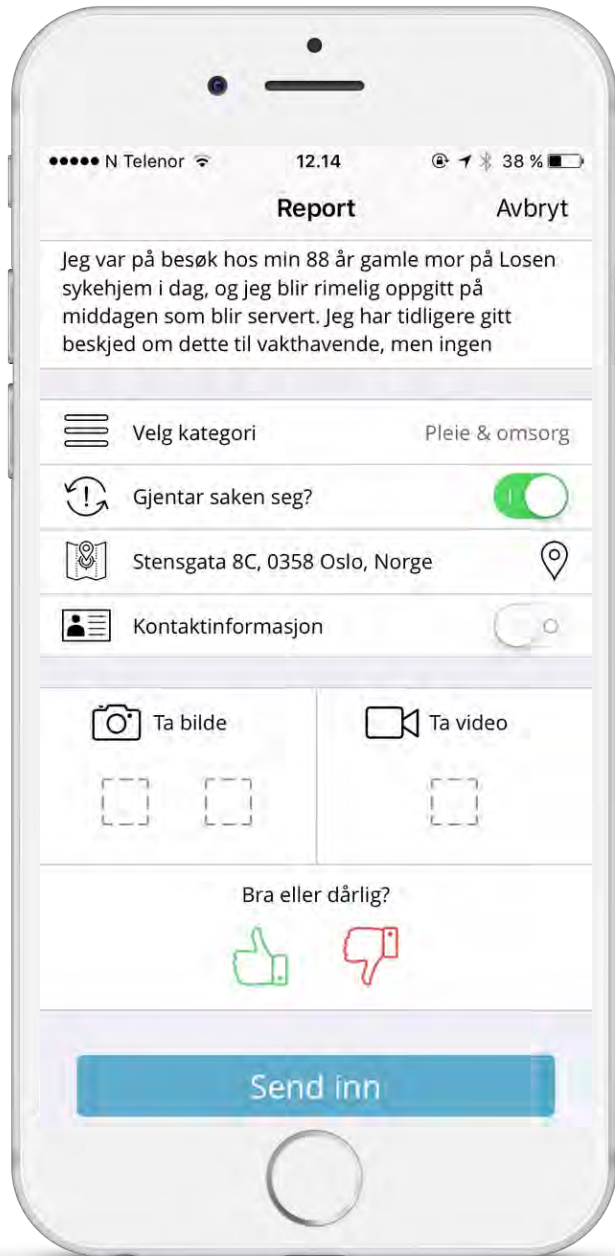 N Telenor 12.14 38 %
Report Avbryt
Jeg var på besøk hos min 88 år gamle mor på Losen
sykehjem i dag, og jeg blir rimelig oppgitt på
middagen som blir servert. Jeg har tidligere gitt
beskjed om dette til vakthavende, men ingen
Velg kategori Pleie & omsorg
Gjentar saken seg?
Stensgata 8C, 0358 Oslo, Norge
Kontaktinformasjon
Ta bilde Ta video
Bra eller dårlig?
Send inn